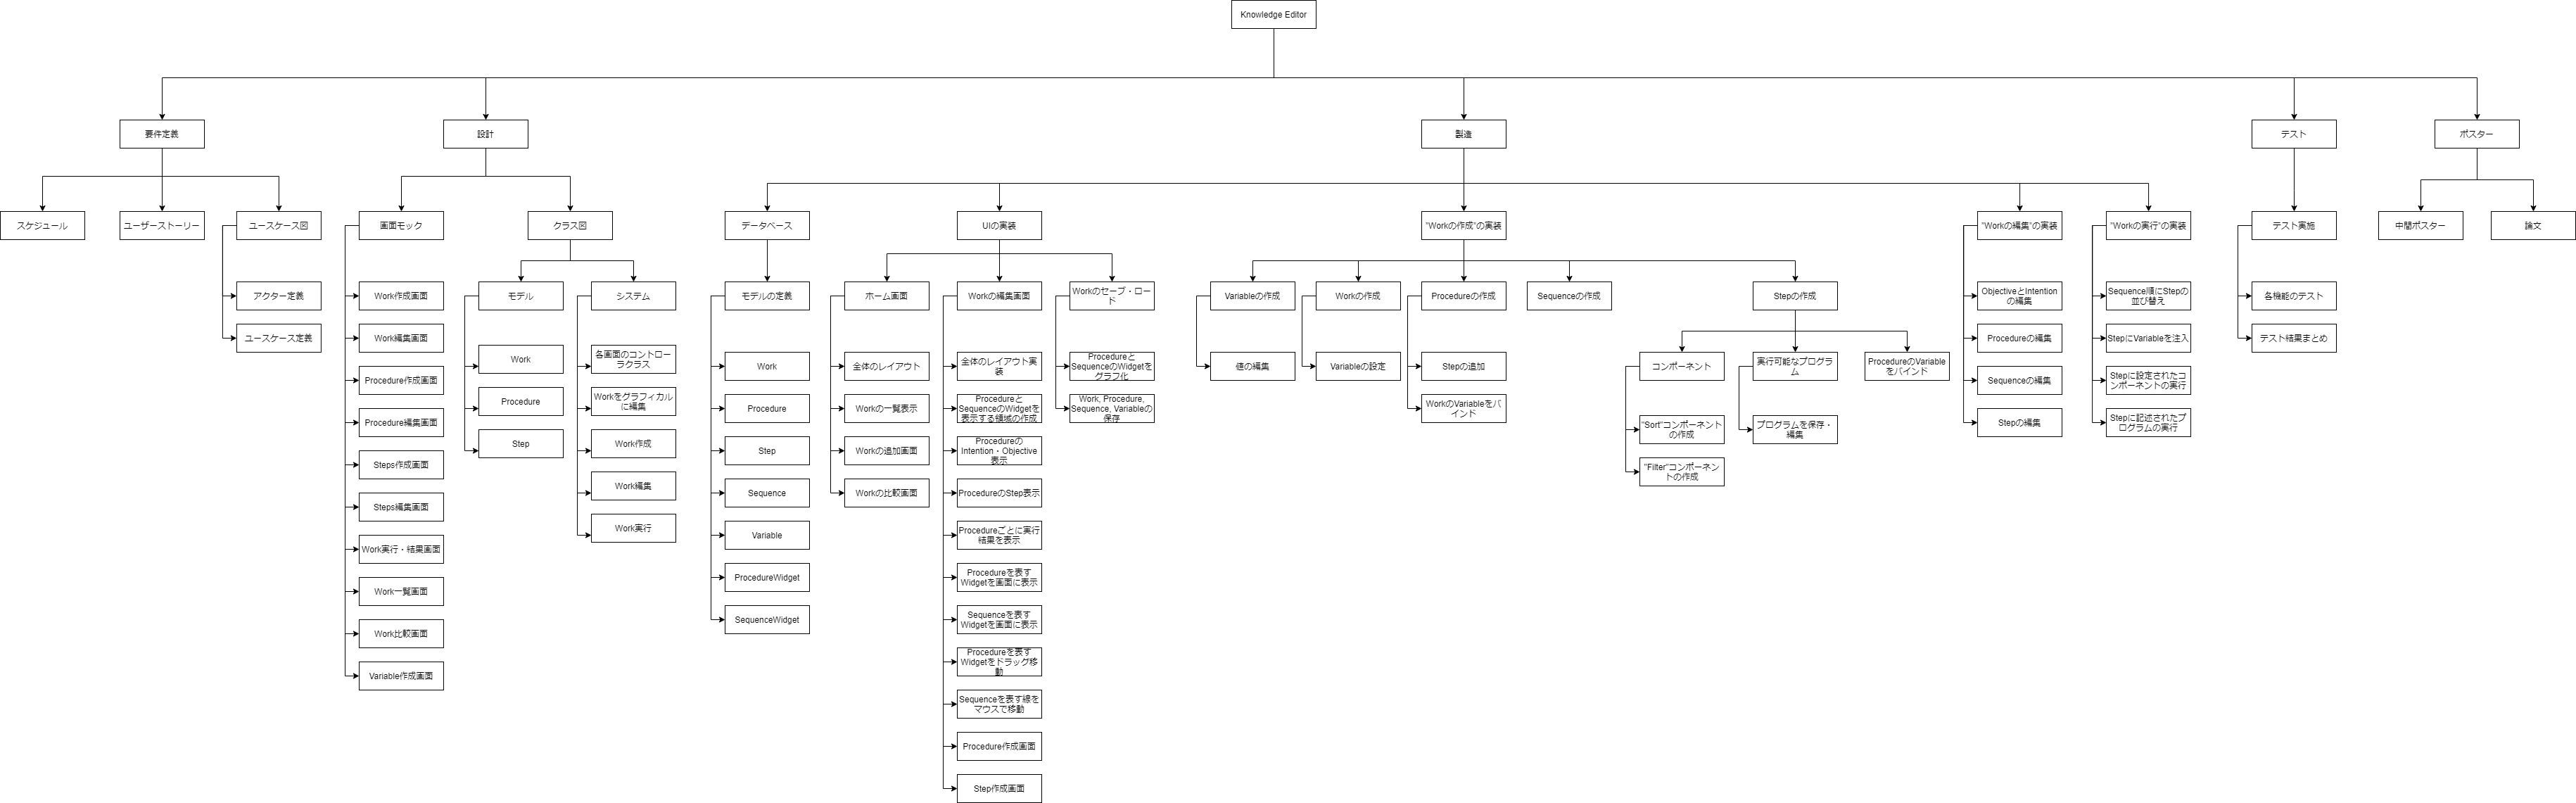 Knowledge Editor
要件定義
設計
製造
テスト
ポスター
スケジュール
ユーザーストーリー
ユースケース図
画面モック
クラス図
データベース
UIの実装
"Workの作成"の実装
"Workの編集"の実装
"Workの実行"の実装
テスト実施
中間ポスター
論文
アクター定義
ユースケース定義
Work作成画面
Work編集画面
Procedure作成画面
Procedure編集画面
Steps作成画面
Steps編集画面
Work実行・結果画面
Work一覧画面
Work比較画面
Variable作成画面
モデル
Work
Procedure
Step
システム
各画面のコントロー
ラクラス
Workをグラフィカル
に編集
Work作成
Work編集
Work実行
モデルの定義
Work
Procedure
Step
Sequence
Variable
ProcedureWidget
SequenceWidget
ホーム画面
全体のレイアウト
Workの一覧表示
Workの追加画面
Workの比較画面
Workの編集画面
全体のレイアウト実
装
Procedureと
SequenceのWidgetを
表示する領域の作成
Procedureの
Intention・Objective
表示
ProcedureのStep表示
Procedureごとに実行
結果を表示
Procedureを表す
Widgetを画面に表示
Sequenceを表す
Widgetを画面に表示
Procedureを表す
Widgetをドラッグ移
動
Sequenceを表す線を
マウスで移動
Procedure作成画面
Step作成画面
Workのセーブ・ロー
ド
Procedureと
SequenceのWidgetを
グラフ化
Work, Procedure,
Sequence, Variableの
保存
Variableの作成
値の編集
Workの作成
Variableの設定
Procedureの作成
Stepの追加
WorkのVariableをバ
インド
Sequenceの作成
Stepの作成
コンポーネント
"Sort"コンポーネント
の作成
"Filter"コンポーネン
トの作成
実行可能なプログラ
ム
プログラムを保存・
編集
ProcedureのVariable
をバインド
ObjectiveとIntention
の編集
Procedureの編集
Sequenceの編集
Stepの編集
Sequence順にStepの
並び替え
StepにVariableを注入
Stepに設定されたコ
ンポーネントの実行
Stepに記述されたプ
ログラムの実行
各機能のテスト
テスト結果まとめ